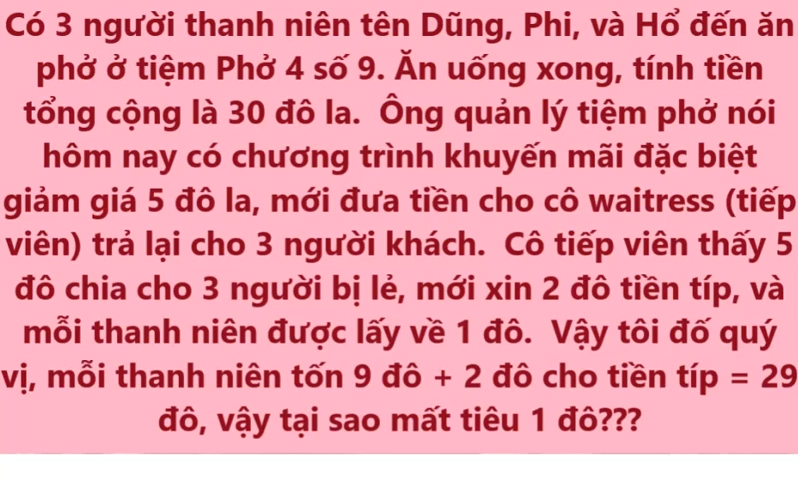 Có 3 người thanh niên tên Dũng, Phi, và Hổ đến ăn
phở ở tiệm Phở 4 số 9. Ăn uống xong, tính tiền
tổng cộng là 30 đô la.  Ông quản lý tiệm phở nói
hôm nay có chương trình khuyến mãi đặc biệt
giảm giá 5 đô la, mới đưa tiền cho cô waitress (tiếp
viên) trả lại cho 3 người khách.  Cô tiếp viên thấy 5
đô chia cho 3 người bị lẻ, mới xin 2 đô tiền típ, và
mỗi thanh niên được lấy về 1 đô.  Vậy tôi đố quý
vị, mỗi thanh niên tốn 9 đô + 2 đô cho tiền típ = 29
đô, vậy tại sao mất tiêu 1 đô???